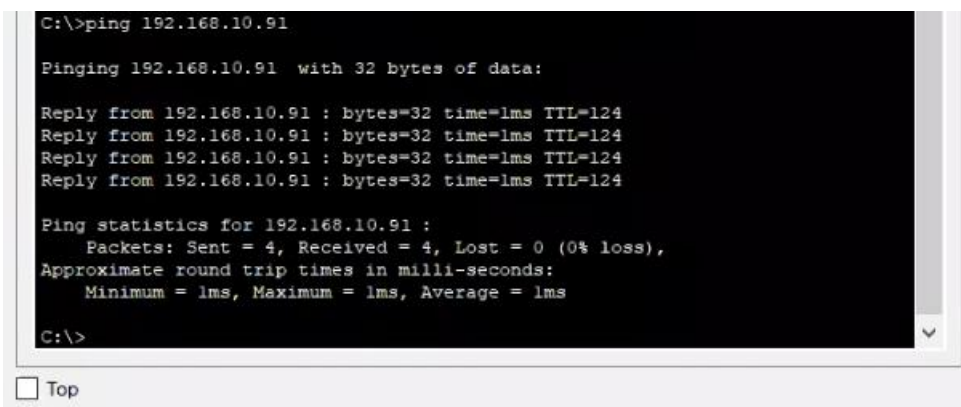 C:\>ping 192.168.10.91
Pinging 192.168.10.91  with 32 bytes of data:
Reply from 192.168.10.91 : bytes=32 time=1ms TTL=124
Reply from 192.168.10.91 : bytes=32 time=1ms TTL=124
Reply from 192.168.10.91 : bytes=32 time=1ms TTL=124
Reply from 192.168.10.91 : bytes=32 time=1ms TTL=124
Ping statistics for 192.168.10.91 :
    Packets: Sent = 4, Received = 4, Lost = 0 (0% loss),
Approximate round trip times in milli-seconds:
    Minimum = 1ms, Maximum = 1ms, Average = 1ms
C:\>
Top